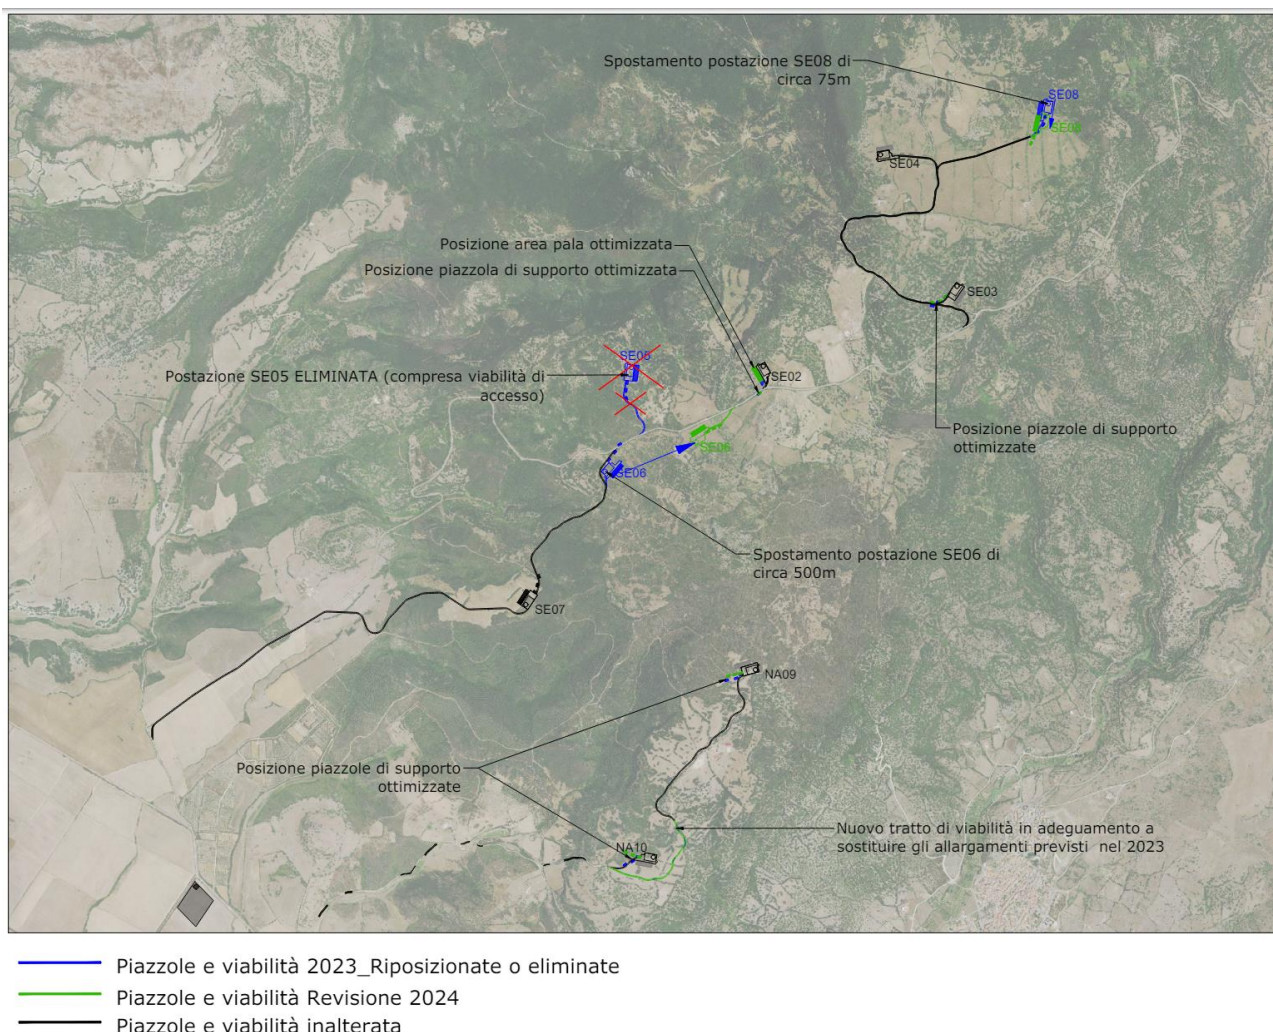 Spostamento postazione SE08 di
circa 75m
SE08
SE08
SE04
Posizione area pala ottimizzata
Posizione piazzola di supporto ottimizzata
SE03
SE05
SE02
Postazione SE05 ELIMINATA (compresa viabilità di
accesso)
Posizione piazzole di supporto
ottimizzate
SE06
SE06
Spostamento postazione SE06 di
circa 500m
SE07
NA09
Posizione piazzole di supporto
ottimizzate
Nuovo tratto di viabilità in adeguamento a
sostituire gli allargamenti previsti nel 2023
NA10
Piazzole e viabilità 2023_Riposizionate o eliminate
Piazzole e viabilità Revisione 2024
Piazzole e viabilità inalterata